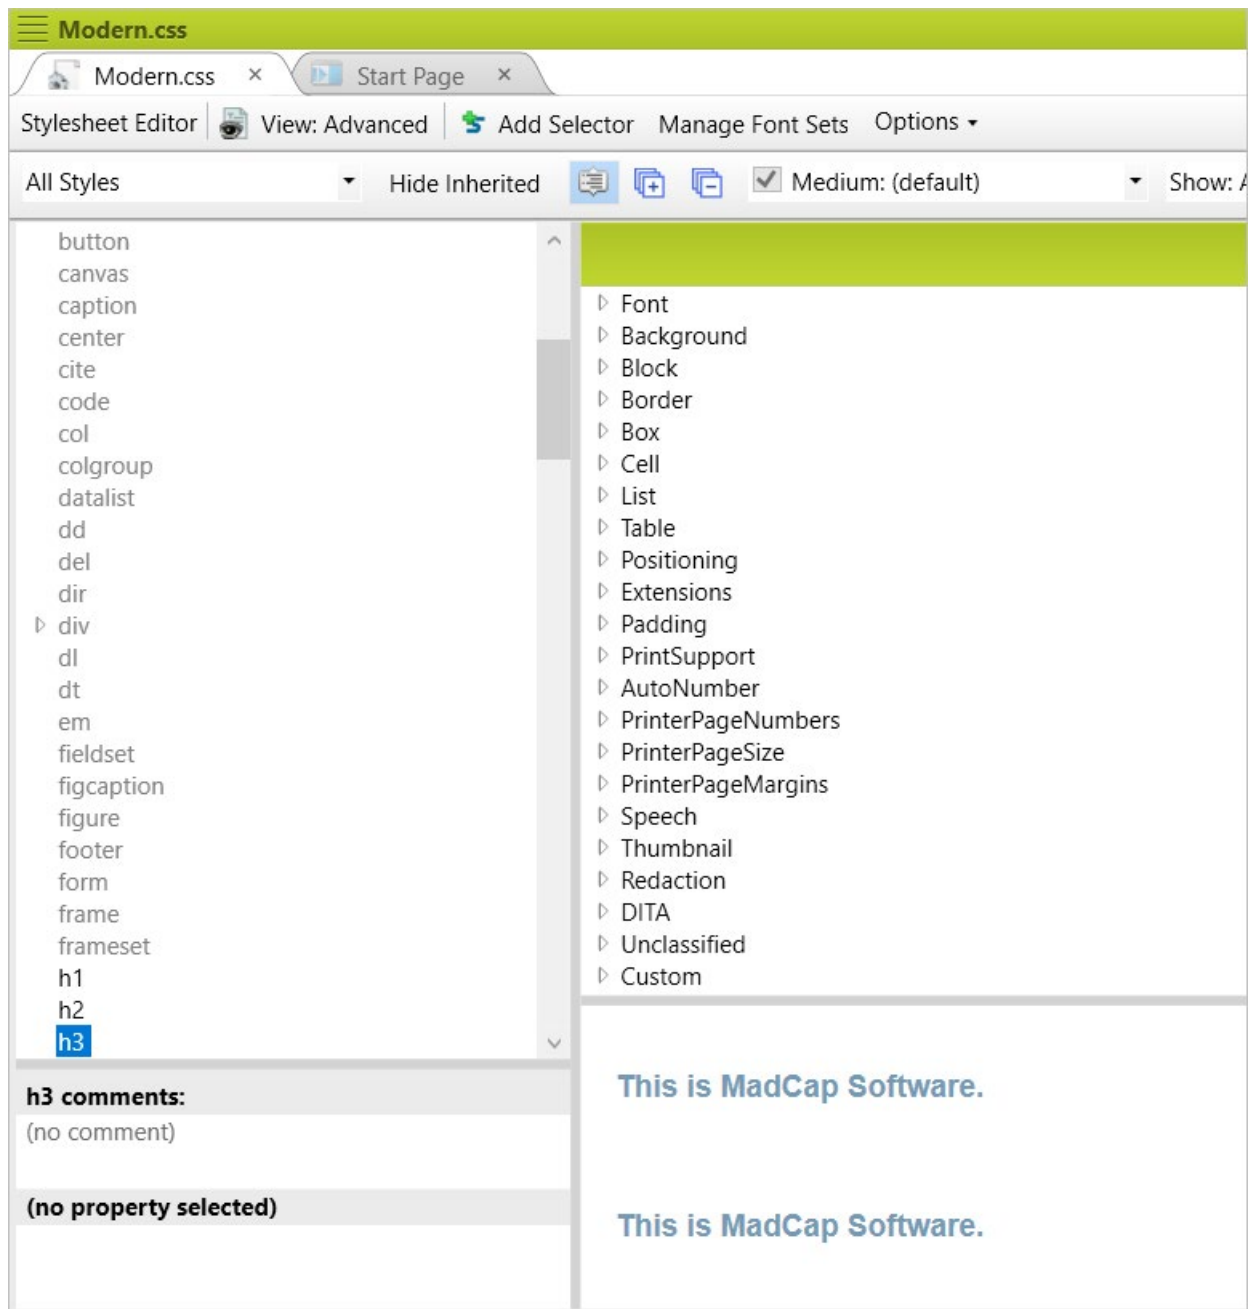 Modern.css
Modern.css × Start Page ×
Stylesheet Editor View: Advanced Add Selector Manage Font Sets Options
All Styles Hide Inherited Medium: (default) Show:
button
canvas
caption
center
cite
code
col
colgroup
datalist
dd
del
dir
div
dl
dt
em
fieldset
figcaption
figure
footer
form
frame
frameset
h1
h2
h3
h3 comments:
(no comment)
(no property selected)
Font
Background
Block
Border
Box
Cell
List
Table
Positioning
Extensions
Padding
PrintSupport
AutoNumber
PrinterPageNumbers
PrinterPageSize
PrinterPageMargins
Speech
Thumbnail
Redaction
DITA
Unclassified
Custom
This is MadCap Software.
This is MadCap Software.